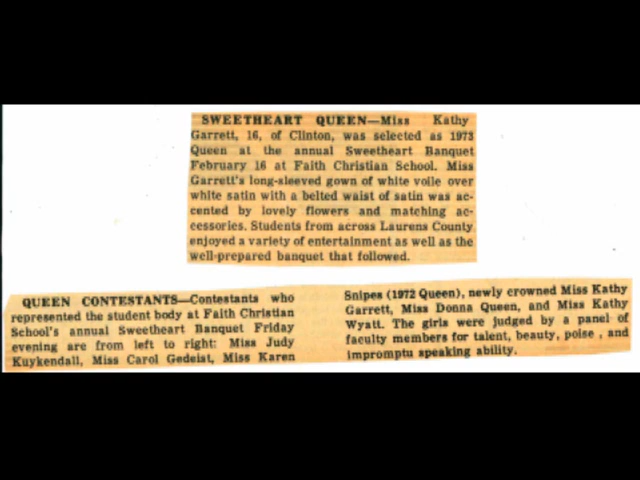 SWEETHEART QUEEN—Miss Kathy
Garrett, 16, of Clinton, was selected as 1973
Queen at the annual Sweetheart Banquet
February 16 at Faith Christian School. Miss
Garrett's long-sleeved gown of white voile over
white satin with a belted waist of satin was ac-
cented by lovely flowers and matching ac-
cessories. Students from across Laurens County
enjoyed a variety of entertainment as well as the
well-prepared banquet that followed.
QUEEN CONTESTANTS—Contestants who
represented the student body at Faith Christian
School's annual Sweetheart Banquet Friday
evening are from left to right: Miss Judy
Kuykendall, Miss Carol Gedeist, Miss Karen
Snipes (1972 Queen), newly crowned Miss Kathy
Garrett, Miss Donna Queen, and Miss Kathy
Wyatt. The girls were judged by a panel of
faculty members for talent, beauty, poise , and
impromptu speaking ability.